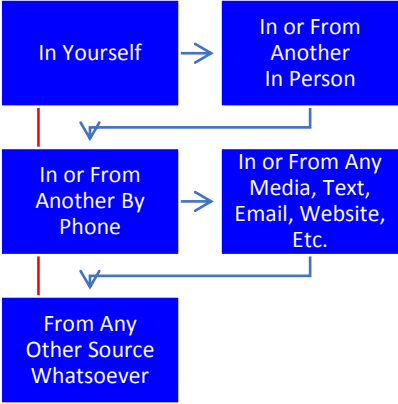 In Yourself
In or From
Another
In Person
In or From
Another By
Phone
In or From Any
Media, Text,
Email, Website,
Etc.
From Any
Other Source
Whatsoever